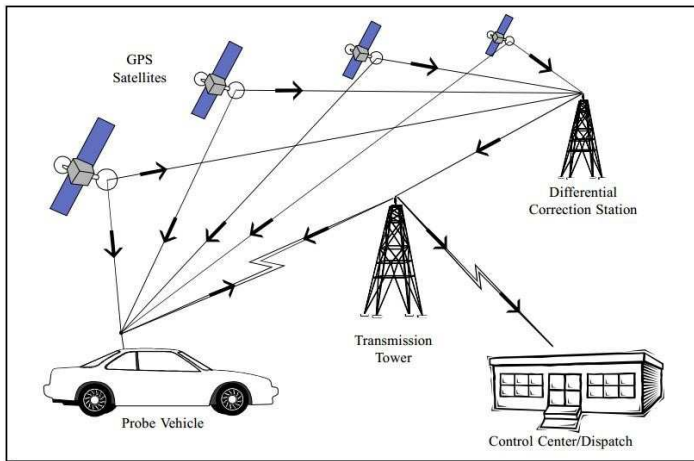 GPS
Satellites
Differential
Correction Station
Transmission
Tower
Probe Vehicle
Control Center/Dispatch